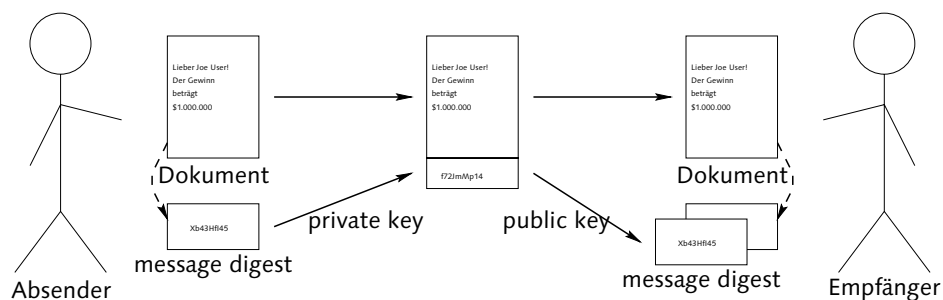 Lieber Joe User!
Der Gewinn
beträgt
$1.000.000
Dokument
Xb43Hfl45
message digest
Absender
private key
Lieber Joe User!
Der Gewinn
beträgt
$1.000.000
f72JmMp14
public key
Lieber Joe User!
Der Gewinn
beträgt
$1.000.000
Dokument
Xb43Hfl45
message digest
Empfänger